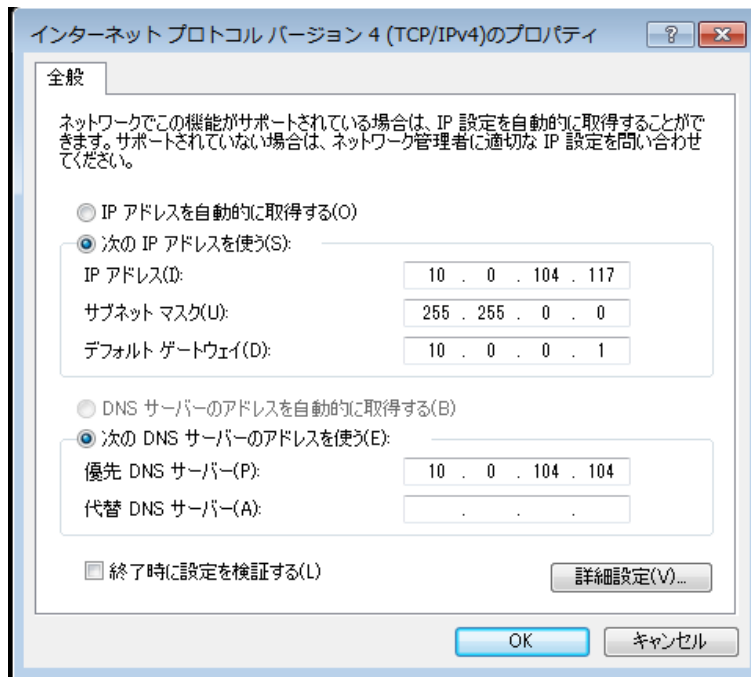 インターネット プロトコル バージョン 4 (TCP/IPv4)のプロパティ
全般
ネットワークでこの機能がサポートされている場合は、IP 設定を自動的に取得することがで
きます。サポートされていない場合は、ネットワーク管理者に適切な IP 設定を問い合わせ
てください。
IP アドレスを自動的に取得する(O)
次の IP アドレスを使う(S):
IP アドレス(I): 10 . 0 . 104 . 117
サブネット マスク(U): 255 . 255 . 0 . 0
デフォルト ゲートウェイ(D): 10 . 0 . 0 . 1
DNS サーバーのアドレスを自動的に取得する(B)
次の DNS サーバーのアドレスを使う(E):
優先 DNS サーバー(P): 10 . 0 . 104 . 104
代替 DNS サーバー(A): . . .
終了時に設定を検証する(L)
詳細設定(V)...
OK
キャンセル